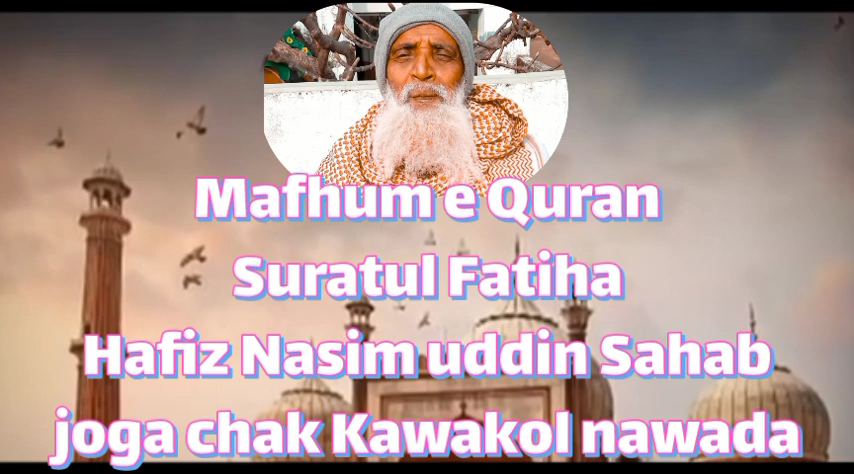 Mafhum e Quran
Suratul Fatiha
Hafiz Nasim uddin Sahab
joga chak Kawakol nawada